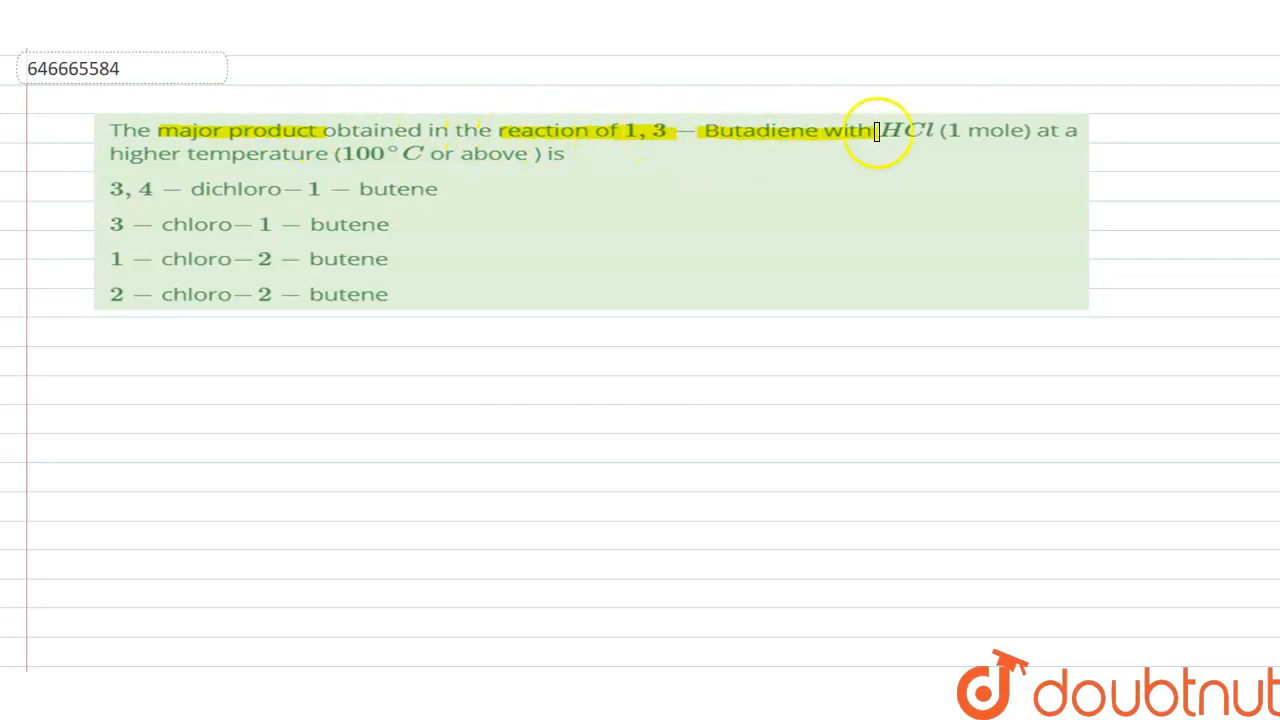 646665584
The major product obtained in the reaction of 1, 3 − Butadiene with HCl (1 mole) at a
higher temperature (100°C or above ) is
3, 4 − dichloro− 1 − butene
3 − chloro− 1 − butene
1 − chloro− 2 − butene
2 − chloro− 2 − butene
doubtnut